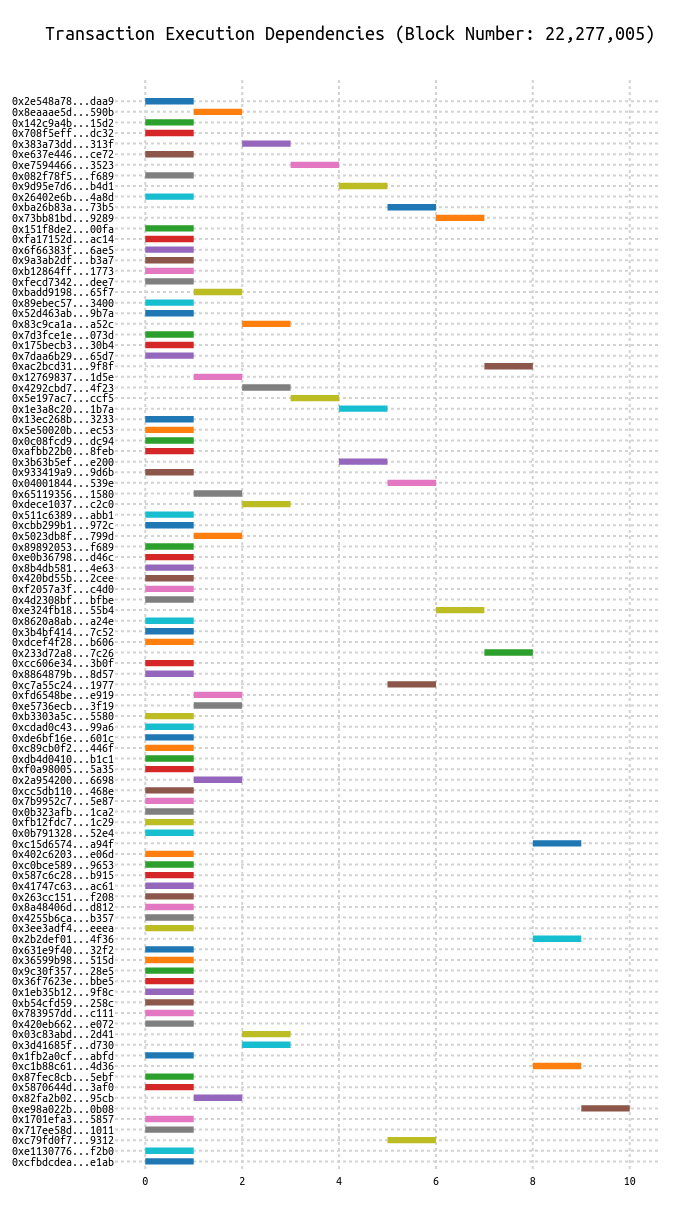 Transaction Execution Dependencies (Block Number: 22,277,005)
0x2e548a78...daa9
0x8eaaae5d...590b
0x142c9a4b...15d2
0x708f5eff...dc32
0x383a73dd...313f
0xe637e446...ce72
0xe7594466...3523
0x082f78f5...f689
0x9d95e7d6...b4d1
0x26402e6b...4a8d
0xba26b83a...73b5
0x73bb81bd...9289
0x151f8de2...00fa
0xfa17152d...ac14
0x6f66383f...6ae5
0x9a3ab2df...b3a7
0xb12864ff...1773
0xfecd7342...dee7
0xbadd9198...65f7
0x89ebec57...3400
0x52d463ab...9b7a
0x83c9ca1a...a52c
0x7d3fce1e...073d
0x175becb3...30b4
0x7daa6b29...65d7
0xac2bcd31...9f8f
0x12769837...1d5e
0x4292cbd7...4f23
0x5e197ac7...ccf5
0x1e3a8c20...1b7a
0x13ec268b...3233
0x5e50020b...ec53
0x0c08fcd9...dc94
0xafbb22b0...8feb
0x3b63b5ef...e200
0x933419a9...9d6b
0x04001844...539e
0x65119356...1580
0xdece1037...c2c0
0x511c6389...abb1
0xcbb299b1...972c
0x5023db8f...799d
0x89892053...f689
0xe0b36798...d46c
0x8b4db581...4e63
0x420bd55b...2cee
0xf2057a3f...c4d0
0x4d2308bf...bfbe
0xe324fb18...55b4
0x8620a8ab...a24e
0x3b4bf414...7c52
0xdcef4f28...b606
0x233d72a8...7c26
0xcc606e34...3b0f
0x8864879b...8d57
0xc7a55c24...1977
0xfd6548be...e919
0xe5736ecb...3f19
0xb3303a5c...5580
0xcdad0c43...99a6
0xde6bf16e...601c
0xc89cb0f2...446f
0xdb4d0410...b1c1
0xf0a98005...5a35
0x2a954200...6698
0xcc5db110...468e
0x7b9952c7...5e87
0x0b323afb...1ca2
0xfb12fdc7...1c29
0x0b791328...52e4
0xc15d6574...a94f
0x402c6203...e06d
0xc0bce589...9653
0x587c6c28...b915
0x41747c63...ac61
0x263cc151...f208
0x8a48406d...d812
0x4255b6ca...b357
0x3ee3adf4...eeea
0x2b2def01...4f36
0x631e9f40...32f2
0x36599b98...515d
0x9c30f357...28e5
0x36f7623e...bbe5
0x1eb35b12...9f8c
0xb54cfd59...258c
0x783957dd...c111
0x420eb662...e072
0x03c83abd...2d41
0x3d41685f...d730
0x1fb2a0cf...abfd
0xc1b88c61...4d36
0x87fec8cb...5ebf
0x5870644d...3af0
0x82fa2b02...95cb
0xe98a022b...0b08
0x1701efa3...5857
0x717ee58d...1011
0xc79fd0f7...9312
0xe1130776...f2b0
0xcfbdcdea...e1ab
0 2 4 6 8 10